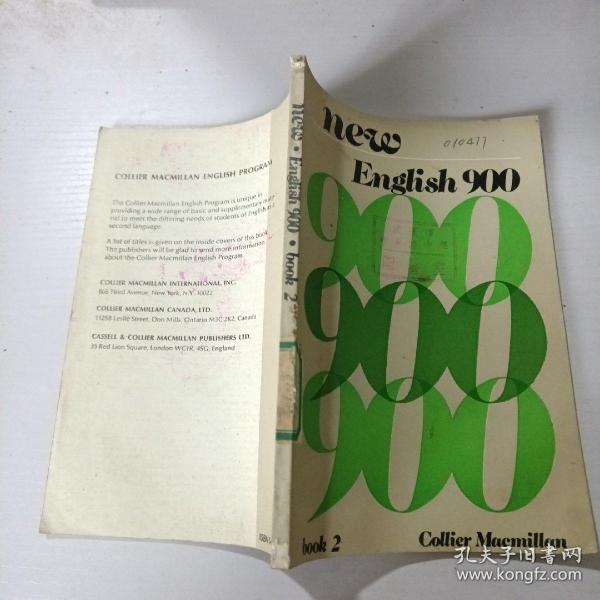 COLLIER MACMILLAN ENGLISH PROGRAM
The Collier Macmillan English Program is unique in
providing a wide range of basic and supplementary
to meet the differing needs of students of English
second language.
A list of titles is given on the inside covers of this book.
The publishers will be glad to send more information
about the Collier Macmillan English Program
COLLIER MACMILLAN INTERNATIONAL, INC.
866 Third Avenue, New York, N.Y. 10022
COLLIER MACMILLAN CANADA, LTD.
1125B Leslie Street, Don Mills, Ontario M3C 2K2, Canada
CASSELL & COLLIER MACMILLAN PUBLISHERS LTD.
35 Red Lion Square, London WC1R, 4SG, England
new • English 900 • book 2
new
010477
English 900
900
900
900
book 2
Collier Macmillan
孔夫子旧书网
www.kongfz.com